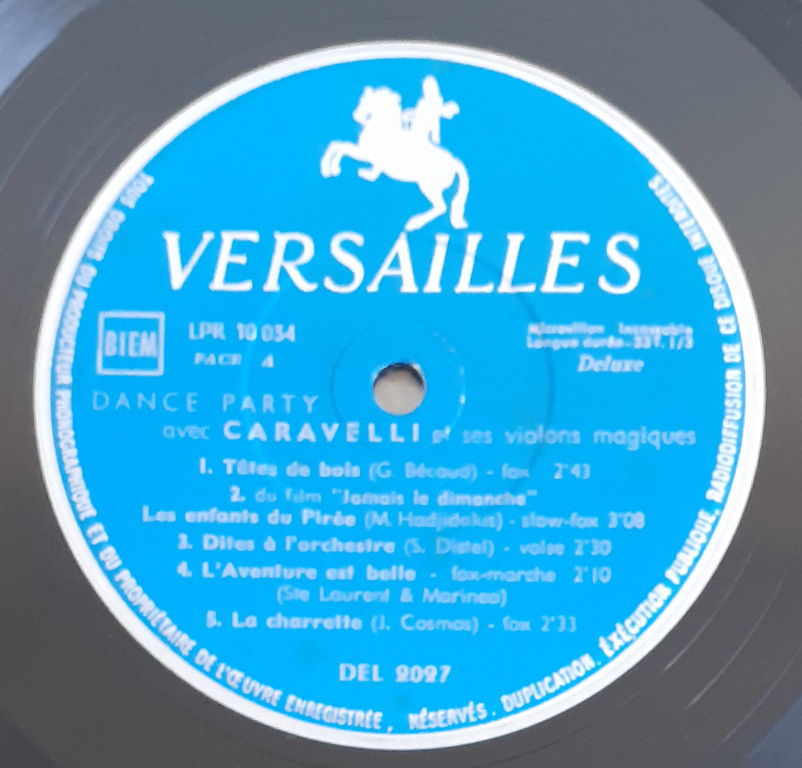 VERSAILLES
BIEM
LPR 10 034
FACE A
Microsillon Incassable
Longue durée - 33 T. 1/3
Deluxe
DANCE PARTY
avec CARAVELLI et ses violons magiques
1. Têtes de bois (G. Bécaud) - fox 2'43
2. du film "Jamais le dimanche"
Les enfants du Pirée (M. Hadjidakis) - slow-fox 3'08
3. Dites à l'orchestre (S. Distel) - valse 2'30
4. L'Aventure est belle - fox-marche 2'10
(Ste Laurent & Marineo)
5. La charrette (J. Cosmos) - fox 2'33
DEL 2027
TOUS DROITS DU PRODUCTEUR PHONOGRAPHIQUE ET DU PROPRIÉTAIRE DE L'ŒUVRE ENREGISTRÉE, RÉSERVÉS. DUPLICATION. EXÉCUTION PUBLIQUE. RADIODIFFUSION DE CE DISQUE INTERDITES